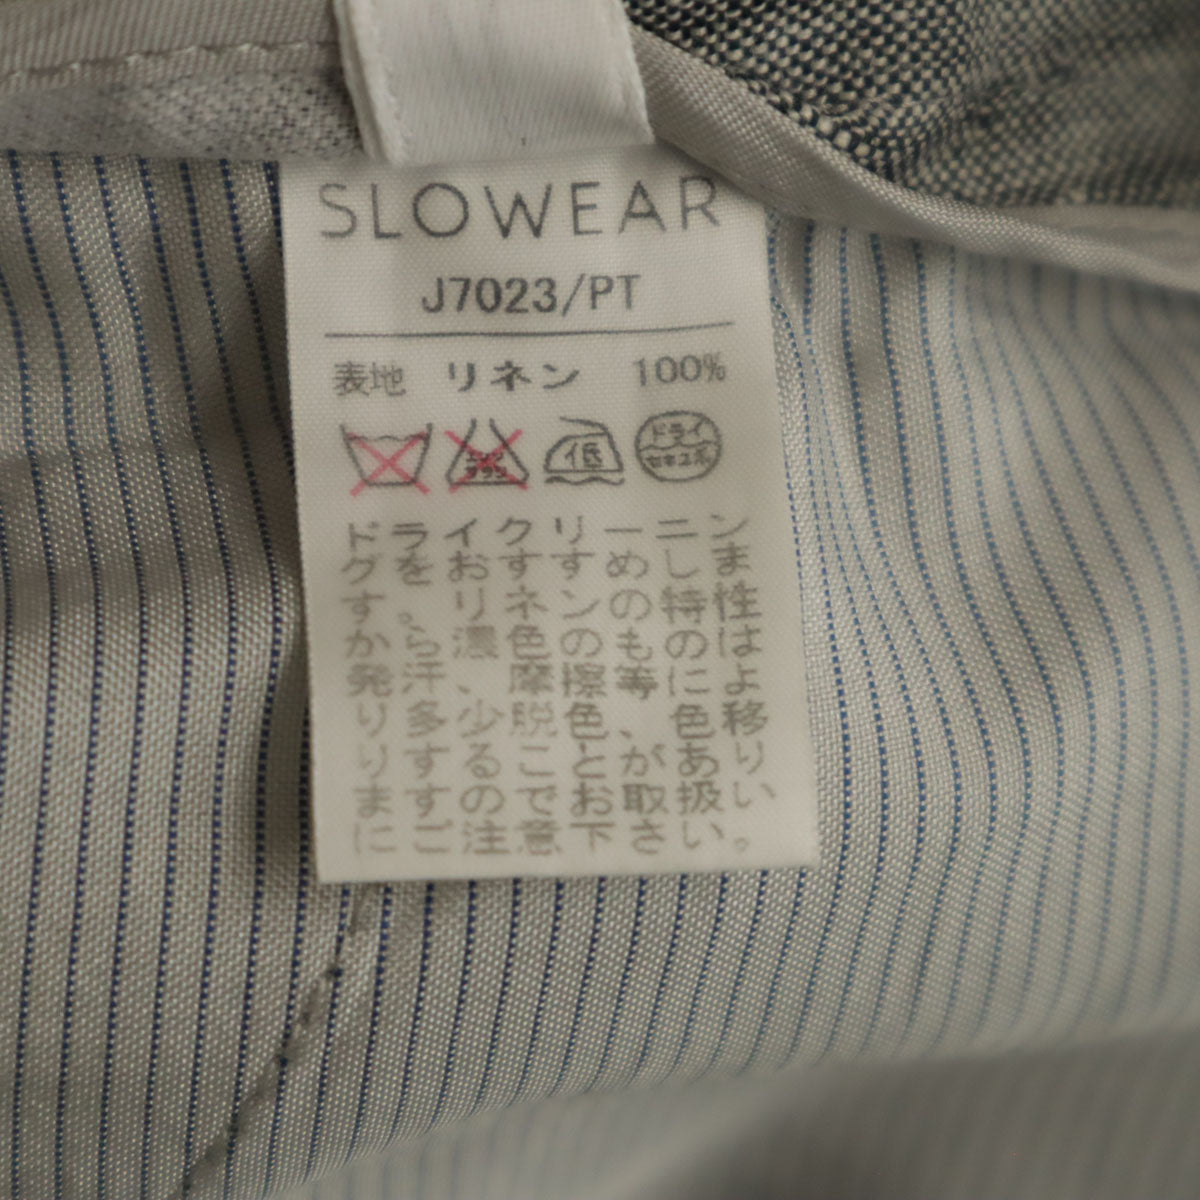 SLOWEAR
J7023/PT
表地 リネン 100%
低
ドライ
セキユ系
ドライクリーニン
グをおすすめしま
す。リネンの特性
から濃色のものは
発汗、摩擦等によ
り多少脱色、色移
りすることがあり
ますのでお取扱い
にご注意下さい。